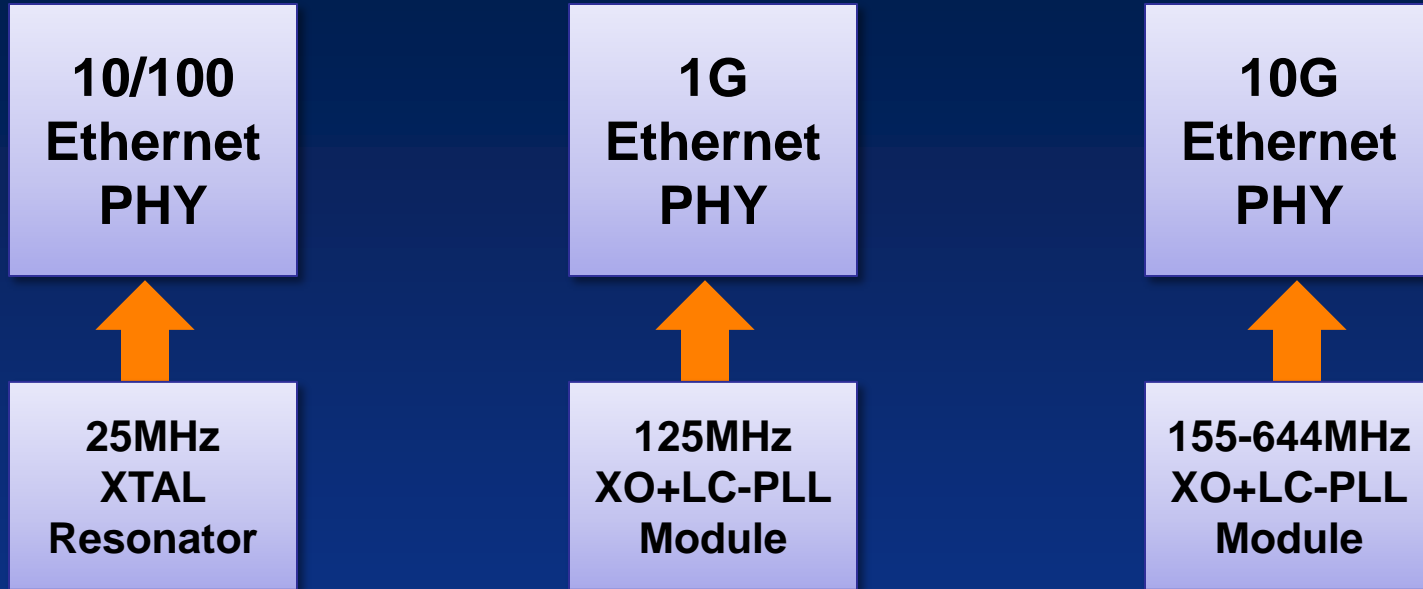 10/100
Ethernet
PHY
1G
Ethernet
PHY
10G
Ethernet
PHY
25MHz
XTAL
Resonator
125MHz
XO+LC-PLL
Module
155-644MHz
XO+LC-PLL
Module